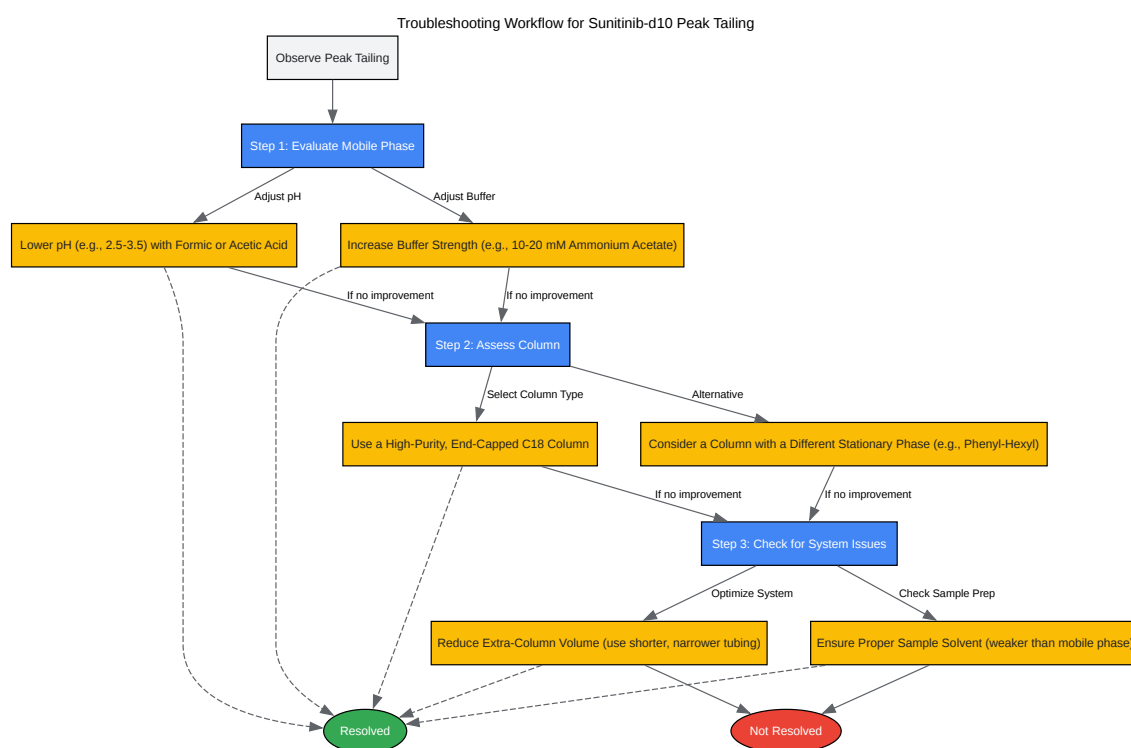 Troubleshooting Workflow for Sunitinib-d10 Peak Tailing
Observe Peak Tailing
Step 1: Evaluate Mobile Phase
Adjust pH
Adjust Buffer
Lower pH (e.g., 2.5-3.5) with Formic or Acetic Acid
Increase Buffer Strength (e.g., 10-20 mM Ammonium Acetate)
If no improvement
If no improvement
Step 2: Assess Column
Select Column Type
Alternative
Use a High-Purity, End-Capped C18 Column
Consider a Column with a Different Stationary Phase (e.g., Phenyl-Hexyl)
If no improvement
If no improvement
Step 3: Check for System Issues
Optimize System
Check Sample Prep
Reduce Extra-Column Volume (use shorter, narrower tubing)
Ensure Proper Sample Solvent (weaker than mobile phase)
Resolved
Not Resolved